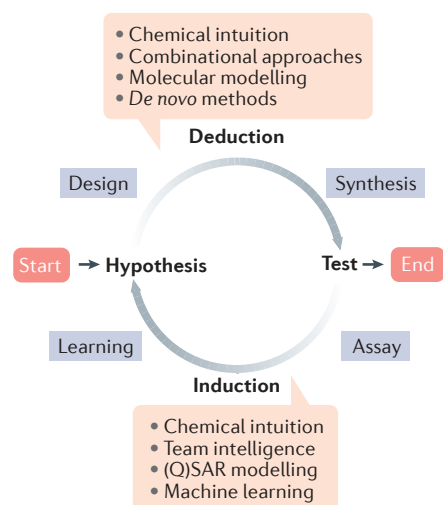 • Chemical intuition
• Combinational approaches
• Molecular modelling
• De novo methods
Deduction
Design
Synthesis
Start
Hypothesis
Test
End
Learning
Assay
Induction
• Chemical intuition
• Team intelligence
• (Q)SAR modelling
• Machine learning